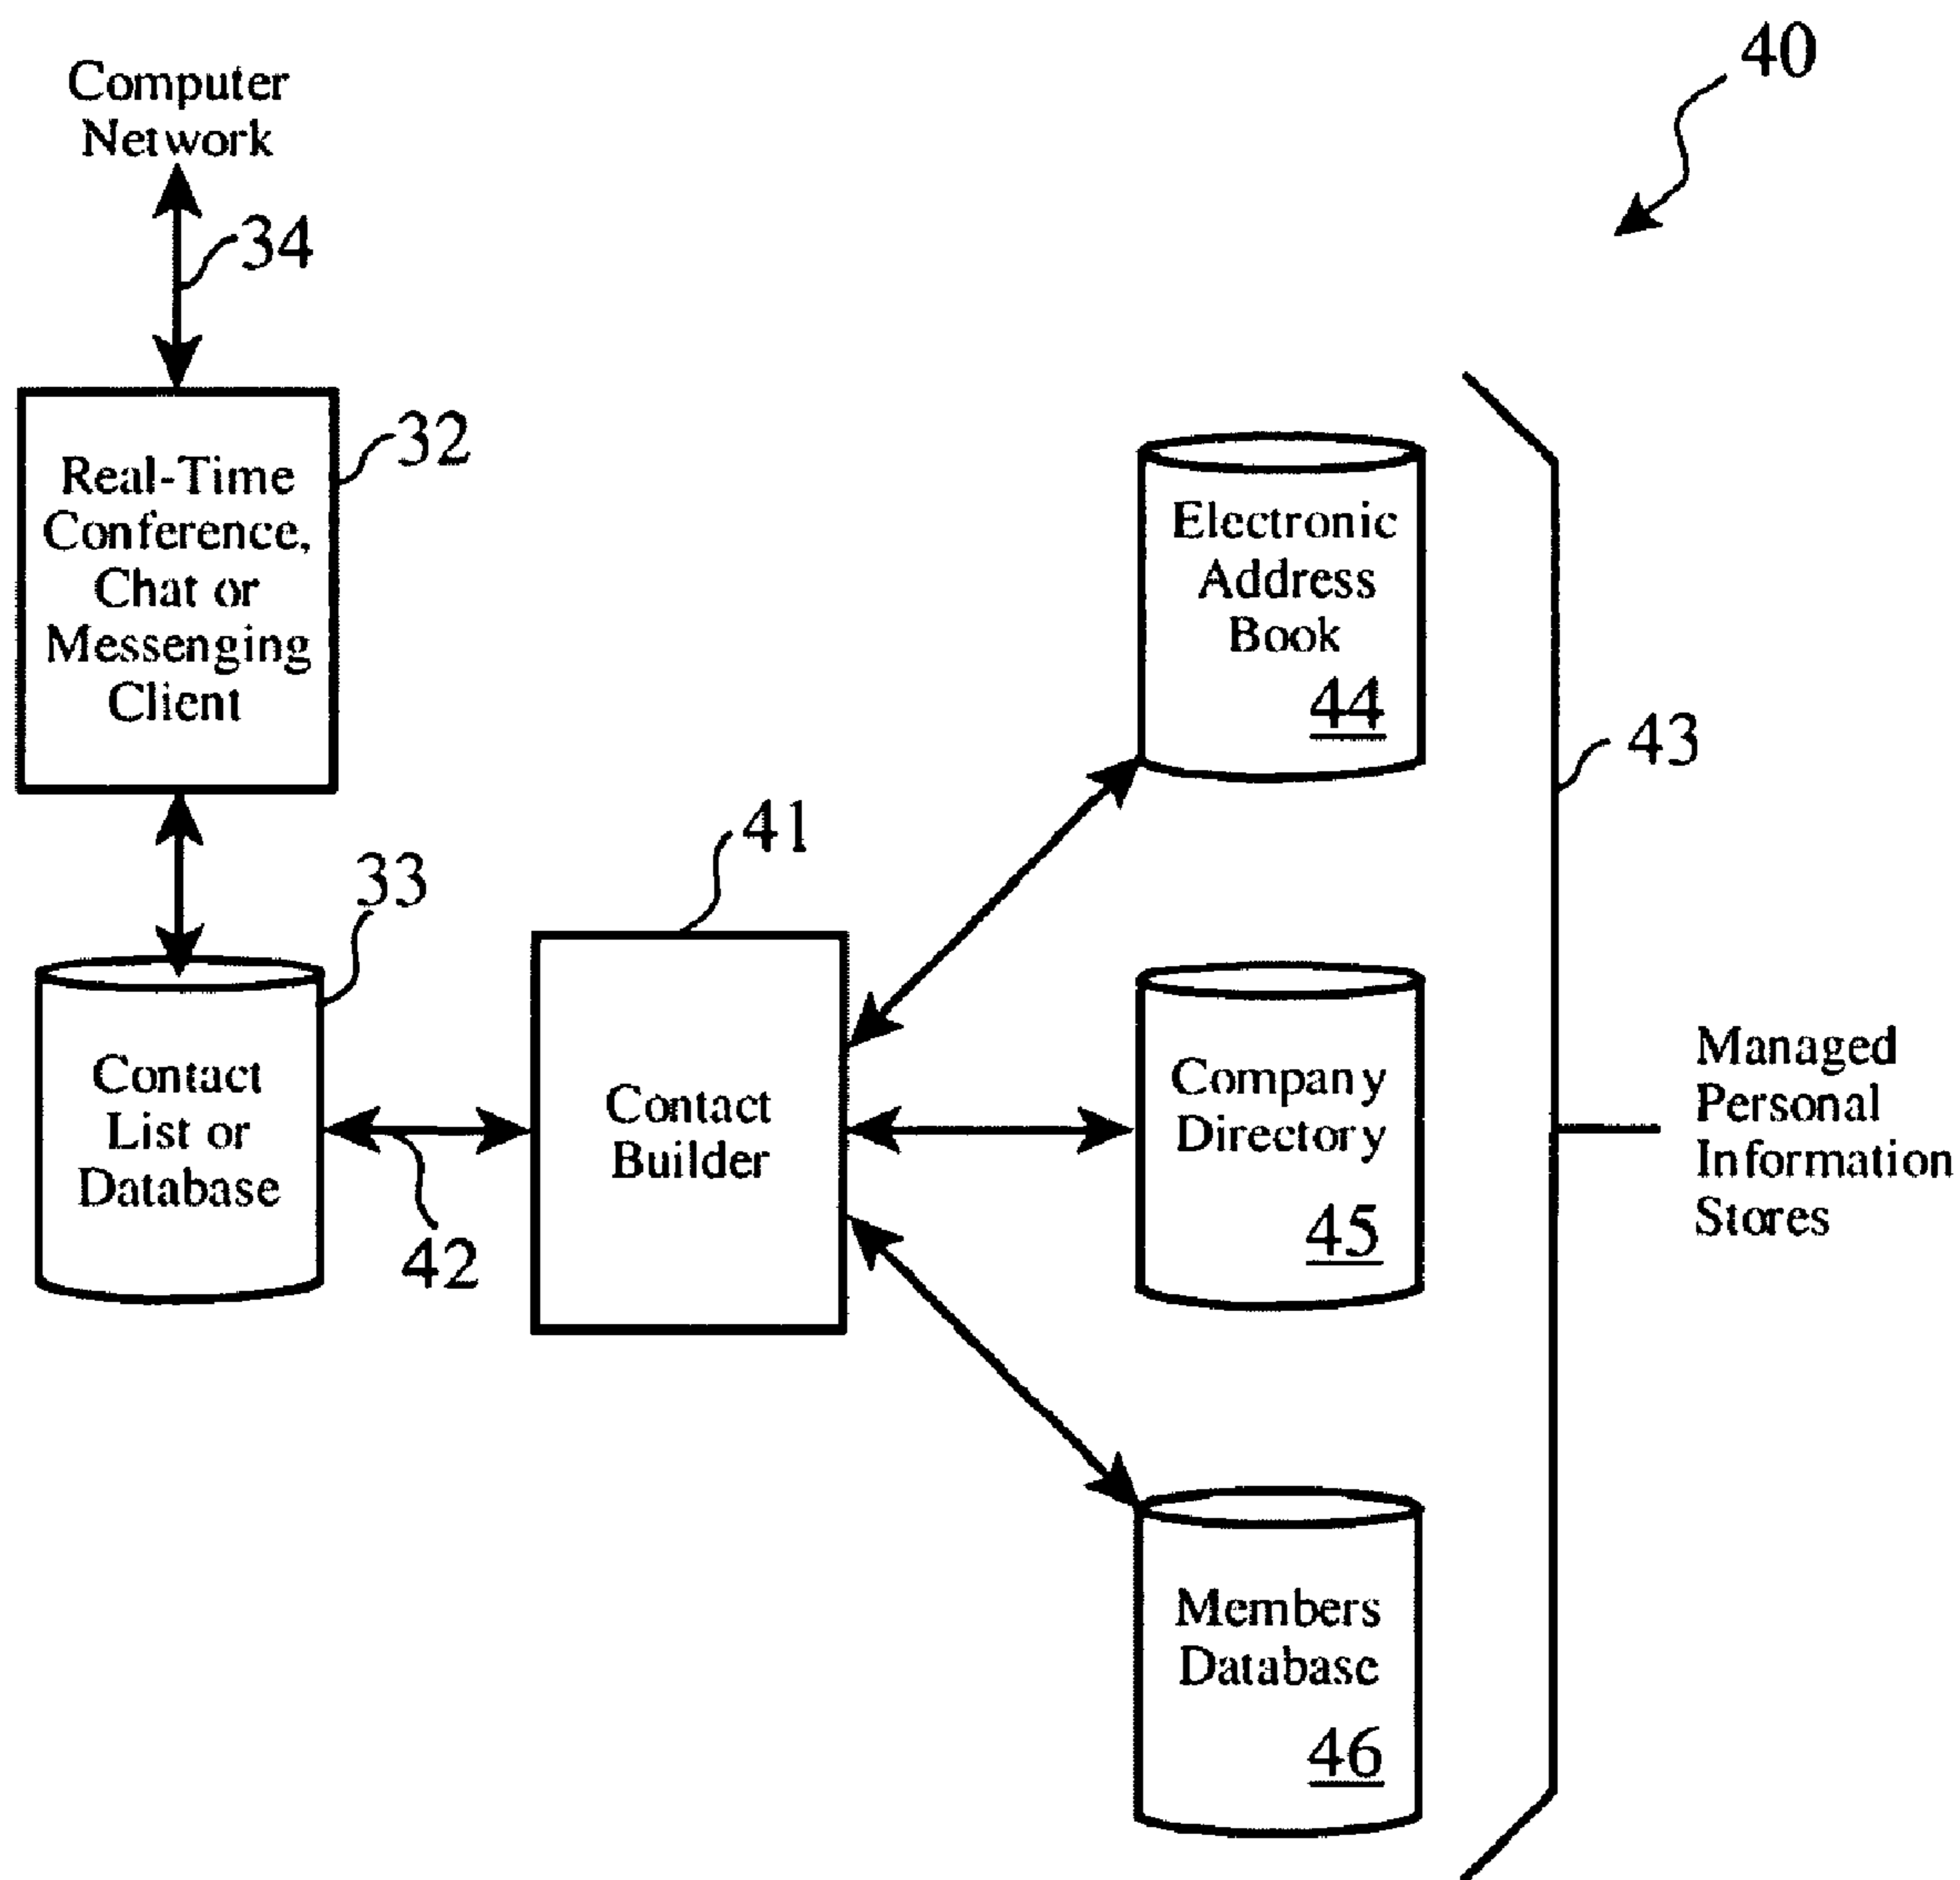 40
Computer
Network
34
32
Real-Time
Conference,
Chat or
Messenging
Client
33
Contact
List or
Database
42
41
Contact
Builder
Electronic
Address
Book
44
Company
Directory
45
Members
Database
46
43
Managed
Personal
Information
Stores